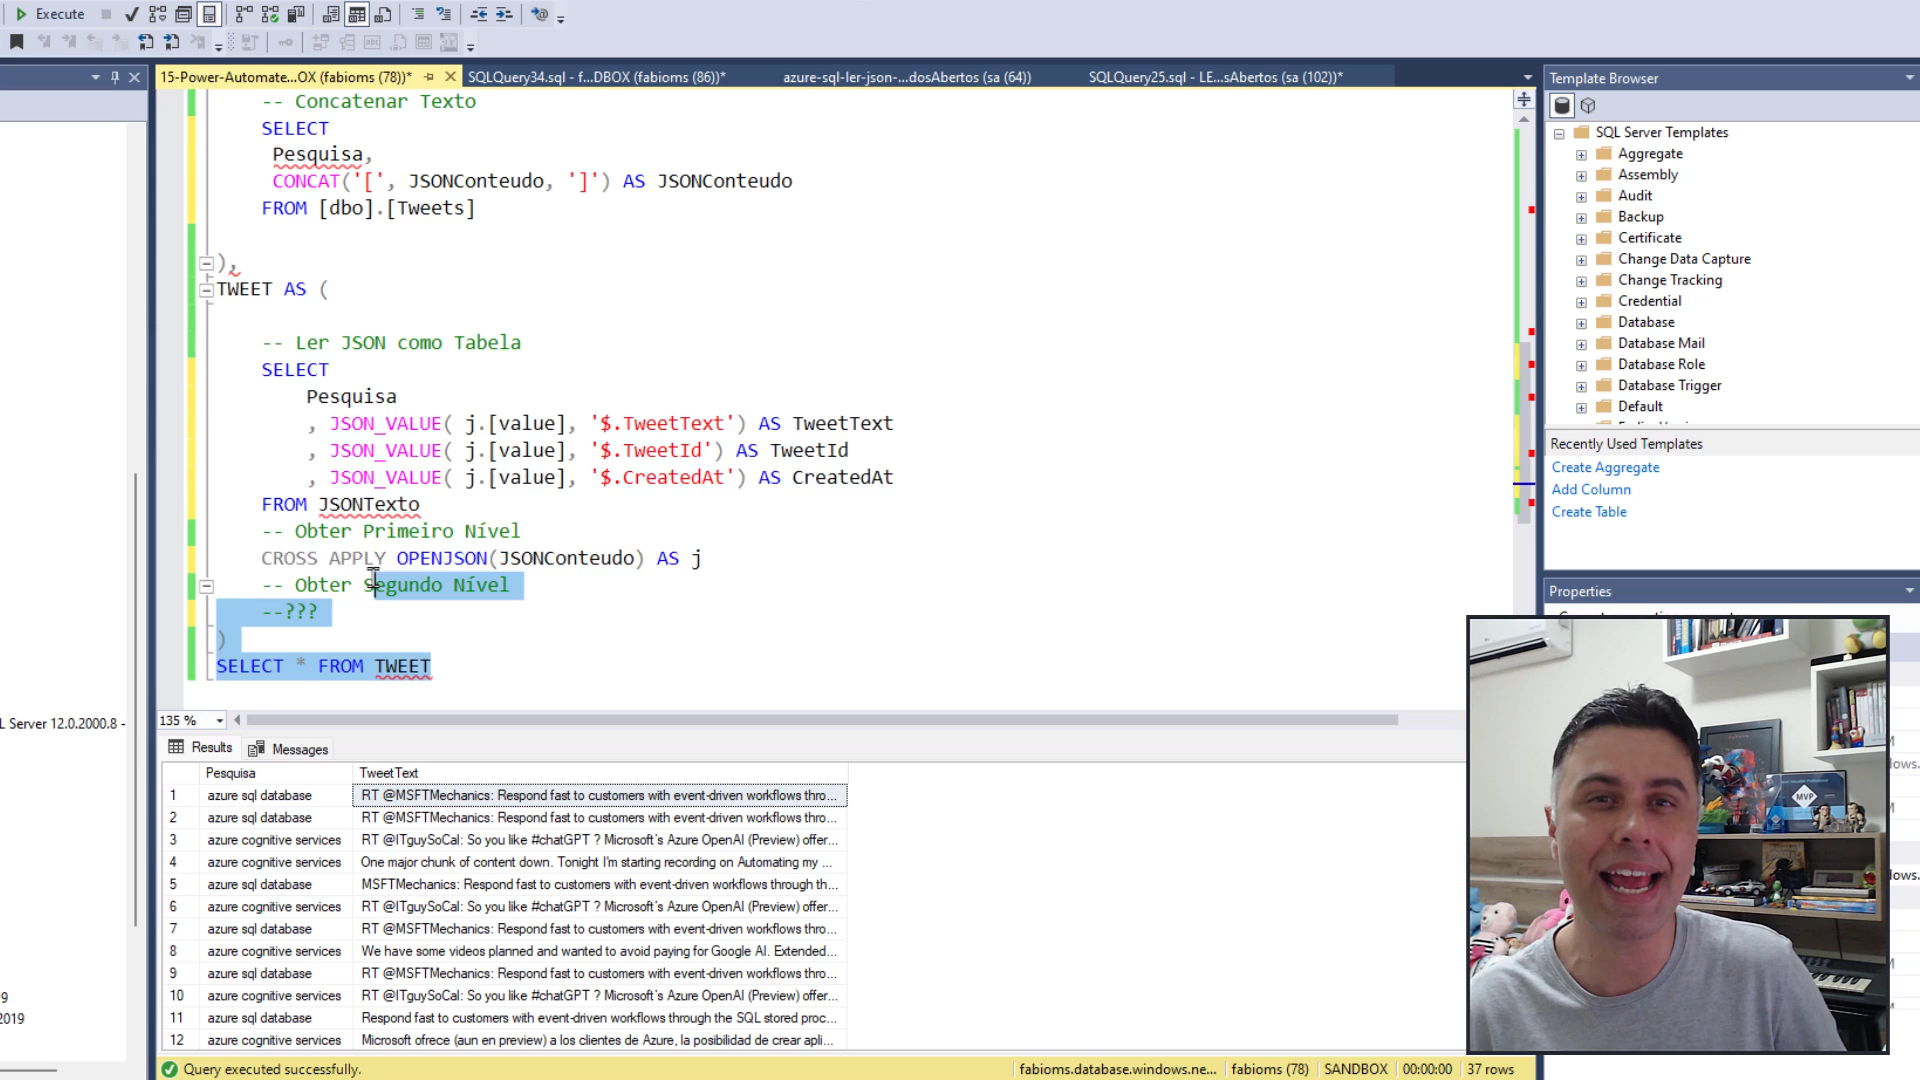 Execute
15-Power-Automate...OX (fabioms (78))*
SQLQuery34.sql - f...DBOX (fabioms (86))*
azure-sql-ler-json-...dosAbertos (sa (64))
SQLQuery25.sql - LE...sAbertos (sa (102))*
-- Concatenar Texto
SELECT
Pesquisa,
CONCAT('[', JSONConteudo, ']') AS JSONConteudo
FROM [dbo].[Tweets]
),
TWEET AS (
-- Ler JSON como Tabela
SELECT
Pesquisa
, JSON_VALUE( j.[value], '$.TweetText') AS TweetText
, JSON_VALUE( j.[value], '$.TweetId') AS TweetId
, JSON_VALUE( j.[value], '$.CreatedAt') AS CreatedAt
FROM JSONTexto
-- Obter Primeiro Nível
CROSS APPLY OPENJSON(JSONConteudo) AS j
-- Obter Segundo Nível
--???
)
SELECT * FROM TWEET
L Server 12.0.2000.8 -
9
2019
135 %
Results
Messages
Pesquisa TweetText
1 azure sql database RT @MSFTMechanics: Respond fast to customers with event-driven workflows thro...
2 azure sql database RT @MSFTMechanics: Respond fast to customers with event-driven workflows thro...
3 azure cognitive services RT @ITguySoCal: So you like #chatGPT ? Microsoft's Azure OpenAI (Preview) offer...
4 azure cognitive services One major chunk of content down. Tonight I'm starting recording on Automating my ...
5 azure sql database MSFTMechanics: Respond fast to customers with event-driven workflows through th...
6 azure cognitive services RT @ITguySoCal: So you like #chatGPT ? Microsoft's Azure OpenAI (Preview) offer...
7 azure sql database RT @MSFTMechanics: Respond fast to customers with event-driven workflows thro...
8 azure cognitive services We have some videos planned and wanted to avoid paying for Google AI. Extended...
9 azure sql database RT @MSFTMechanics: Respond fast to customers with event-driven workflows thro...
10 azure cognitive services RT @ITguySoCal: So you like #chatGPT ? Microsoft's Azure OpenAI (Preview) offer...
11 azure sql database Respond fast to customers with event-driven workflows through the SQL stored proc...
12 azure cognitive services Microsoft ofrece (aun en preview) a los clientes de Azure, la posibilidad de crear apli...
Query executed successfully.
fabioms.database.windows.ne...
fabioms (78)
SANDBOX
00:00:00
37 rows
Template Browser
SQL Server Templates
Aggregate
Assembly
Audit
Backup
Certificate
Change Data Capture
Change Tracking
Credential
Database
Database Mail
Database Role
Database Trigger
Default
Recently Used Templates
Create Aggregate
Add Column
Create Table
Properties
MVP